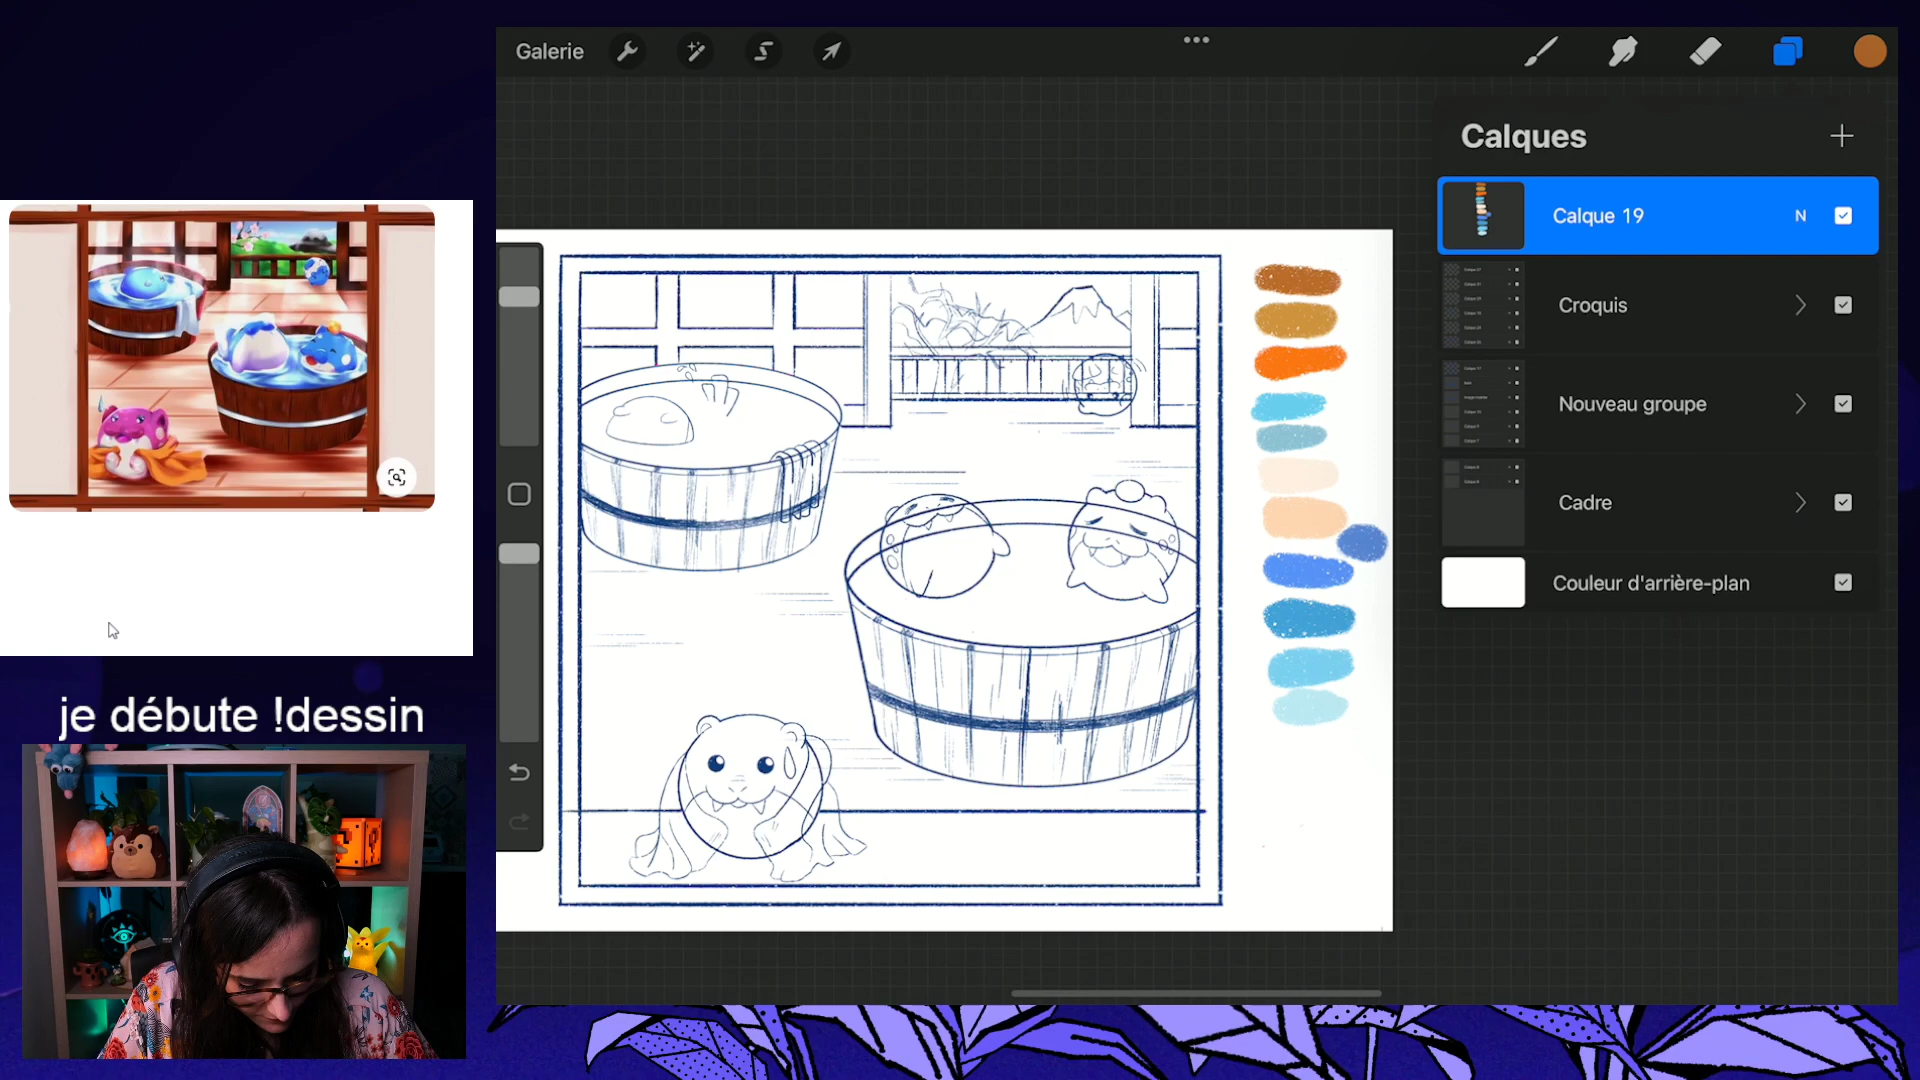 Galerie
Calques
Calque 19
N
Croquis
Nouveau groupe
Cadre
Couleur d'arrière-plan
je débute !dessin